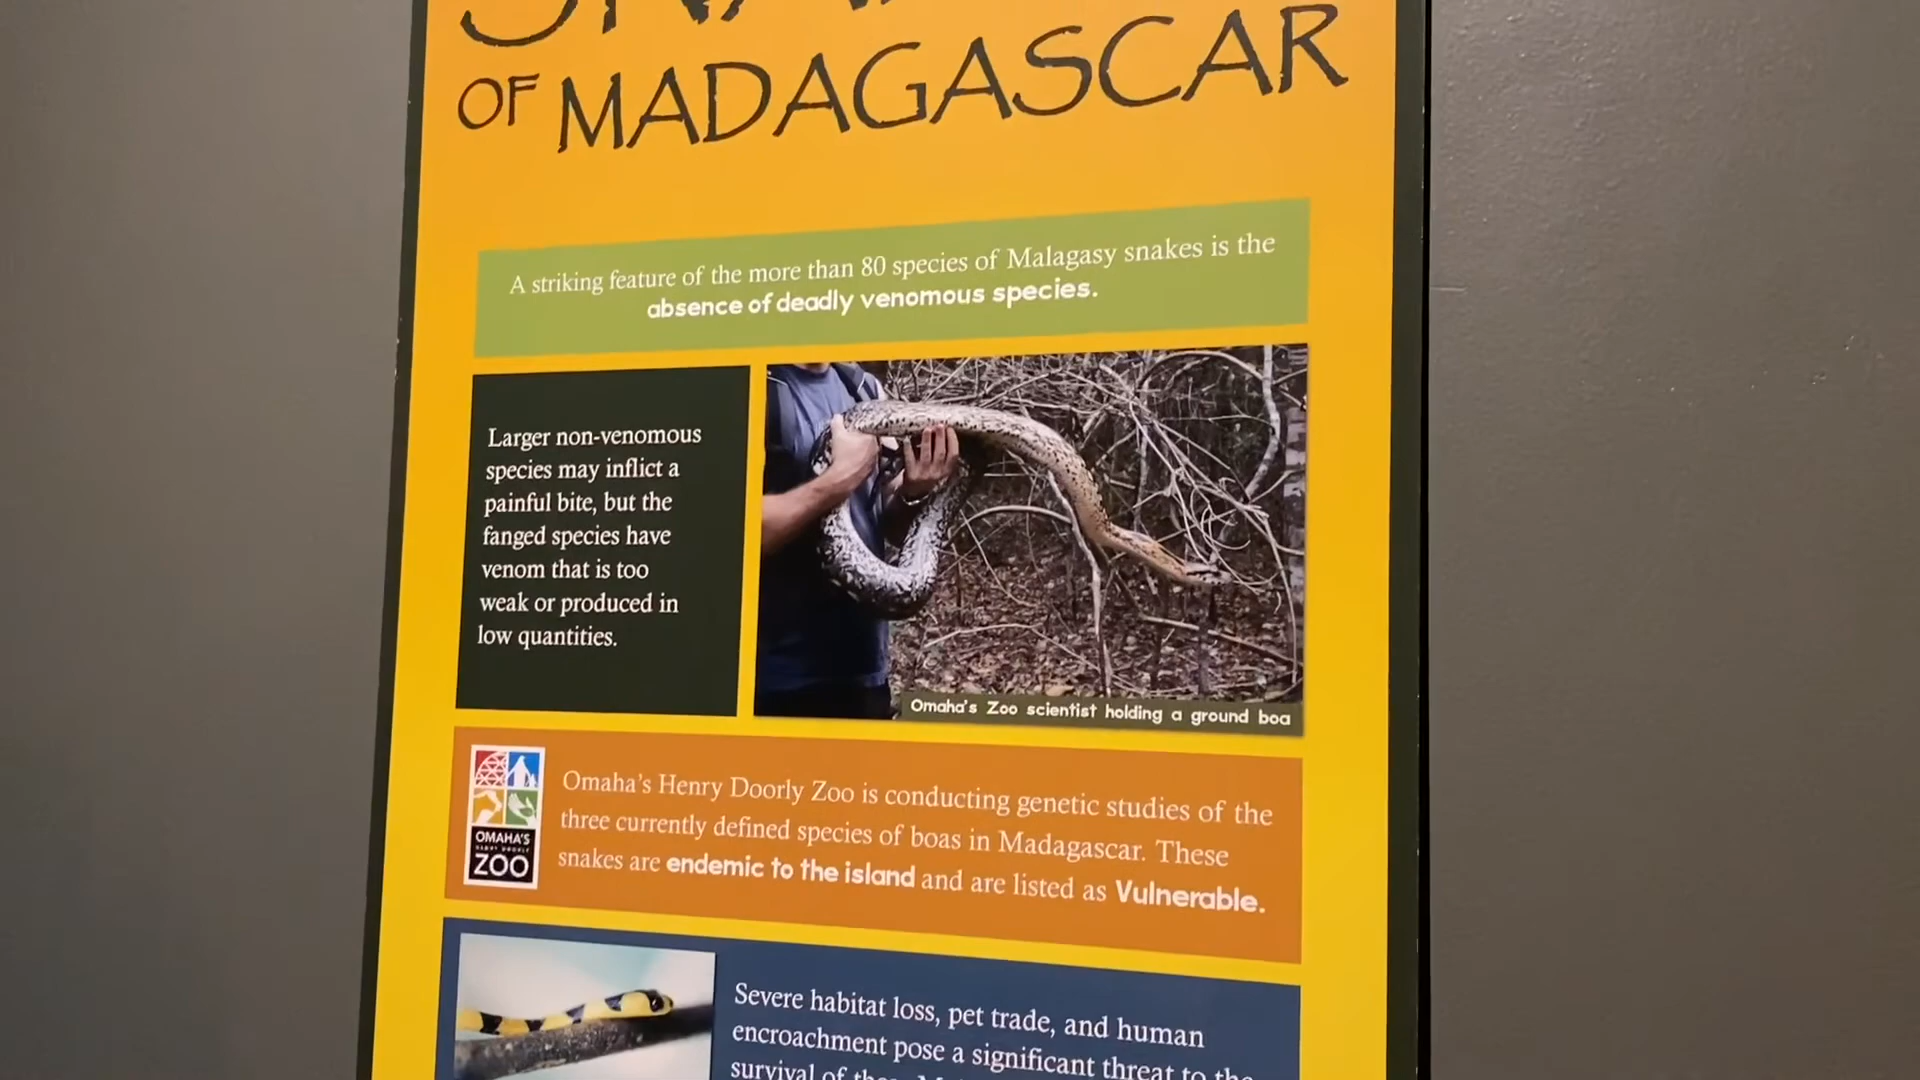 OF MADAGASCAR
A striking feature of the more than 80 species of Malagasy snakes is the
absence of deadly venomous species.
Larger non-venomous
species may inflict a
painful bite, but the
fanged species have
venom that is too
weak or produced in
low quantities.
Omaha's Zoo scientist holding a ground boa
OMAHA'S
HENRY DOORLY
ZOO
Omaha's Henry Doorly Zoo is conducting genetic studies of the
three currently defined species of boas in Madagascar. These
snakes are endemic to the island and are listed as Vulnerable.
Severe habitat loss, pet trade, and human
encroachment pose a significant threat to the
survival of